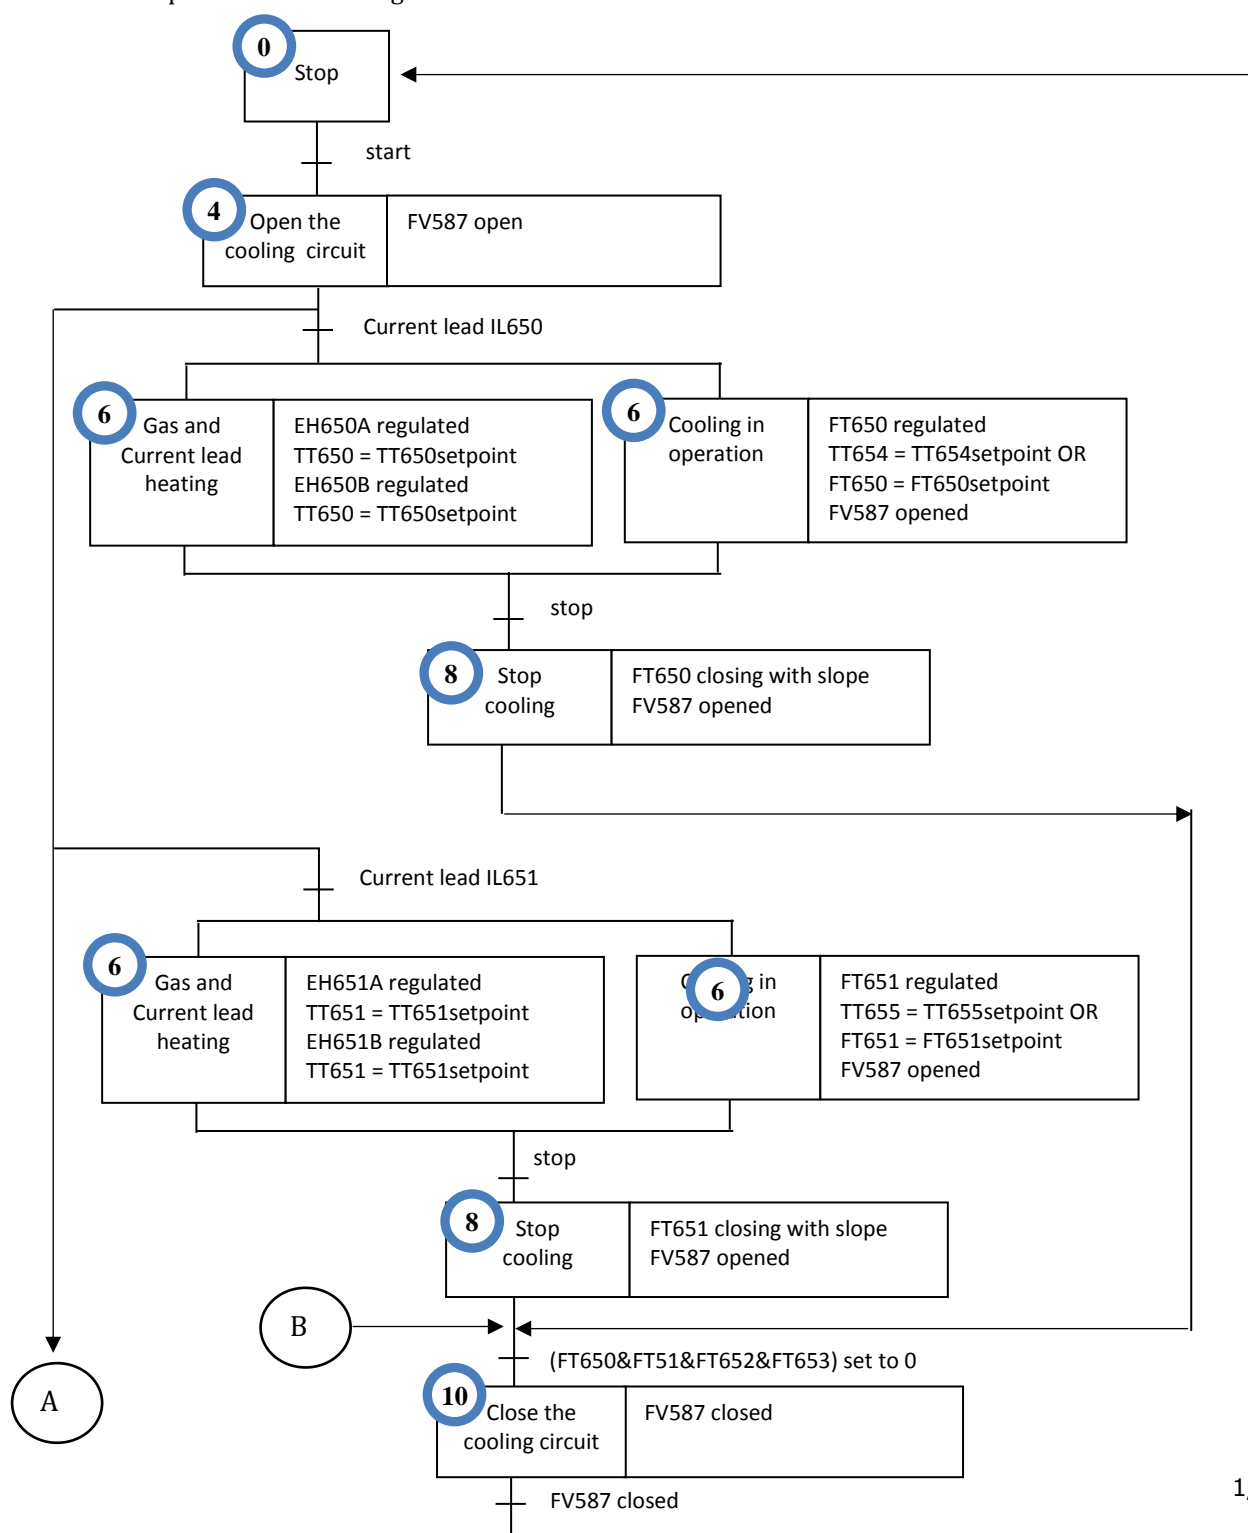 0
Stop
start
4
Open the
cooling circuit
FV587 open
Current lead IL650
6
Gas and
Current lead
heating
EH650A regulated
TT650 = TT650setpoint
EH650B regulated
TT650 = TT650setpoint
6
Cooling in
operation
FT650 regulated
TT654 = TT654setpoint OR
FT650 = FT650setpoint
FV587 opened
stop
8
Stop
cooling
FT650 closing with slope
FV587 opened
Current lead IL651
6
Gas and
Current lead
heating
EH651A regulated
TT651 = TT651setpoint
EH651B regulated
TT651 = TT651setpoint
6
in
FT651 regulated
TT655 = TT655setpoint OR
FT651 = FT651setpoint
FV587 opened
stop
8
Stop
cooling
FT651 closing with slope
FV587 opened
B
(FT650&FT51&FT652&FT653) set to 0
A
10
Close the
cooling circuit
FV587 closed
FV587 closed